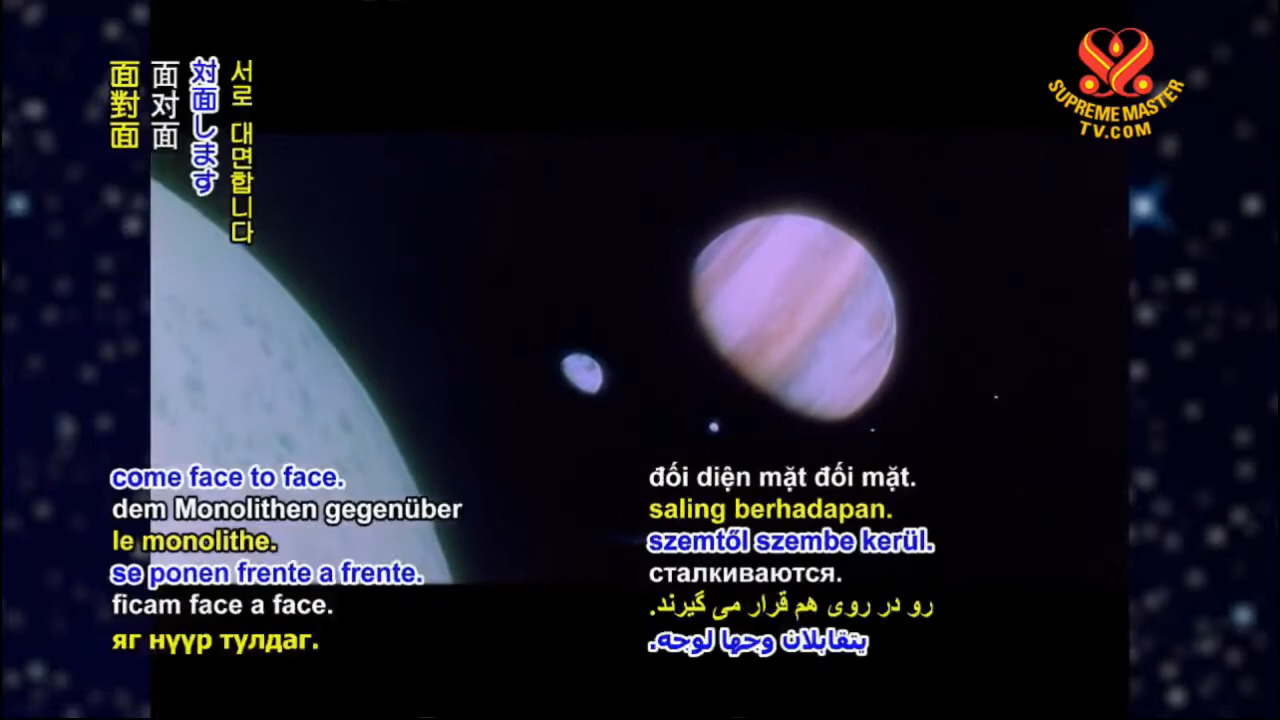 面對面
面对面
対面します
서로 대면합니다
SUPREME MASTER
TV.COM
come face to face.
dem Monolithen gegenüber
le monolithe.
se ponen frente a frente.
ficam face a face.
яг нүүр тулдаг.
đối diện mặt đối mặt.
saling berhadapan.
szemtől szembe kerül.
сталкиваются.
رو در روی هم قرار می گیرند.
يتقابلان وجها لوجه.